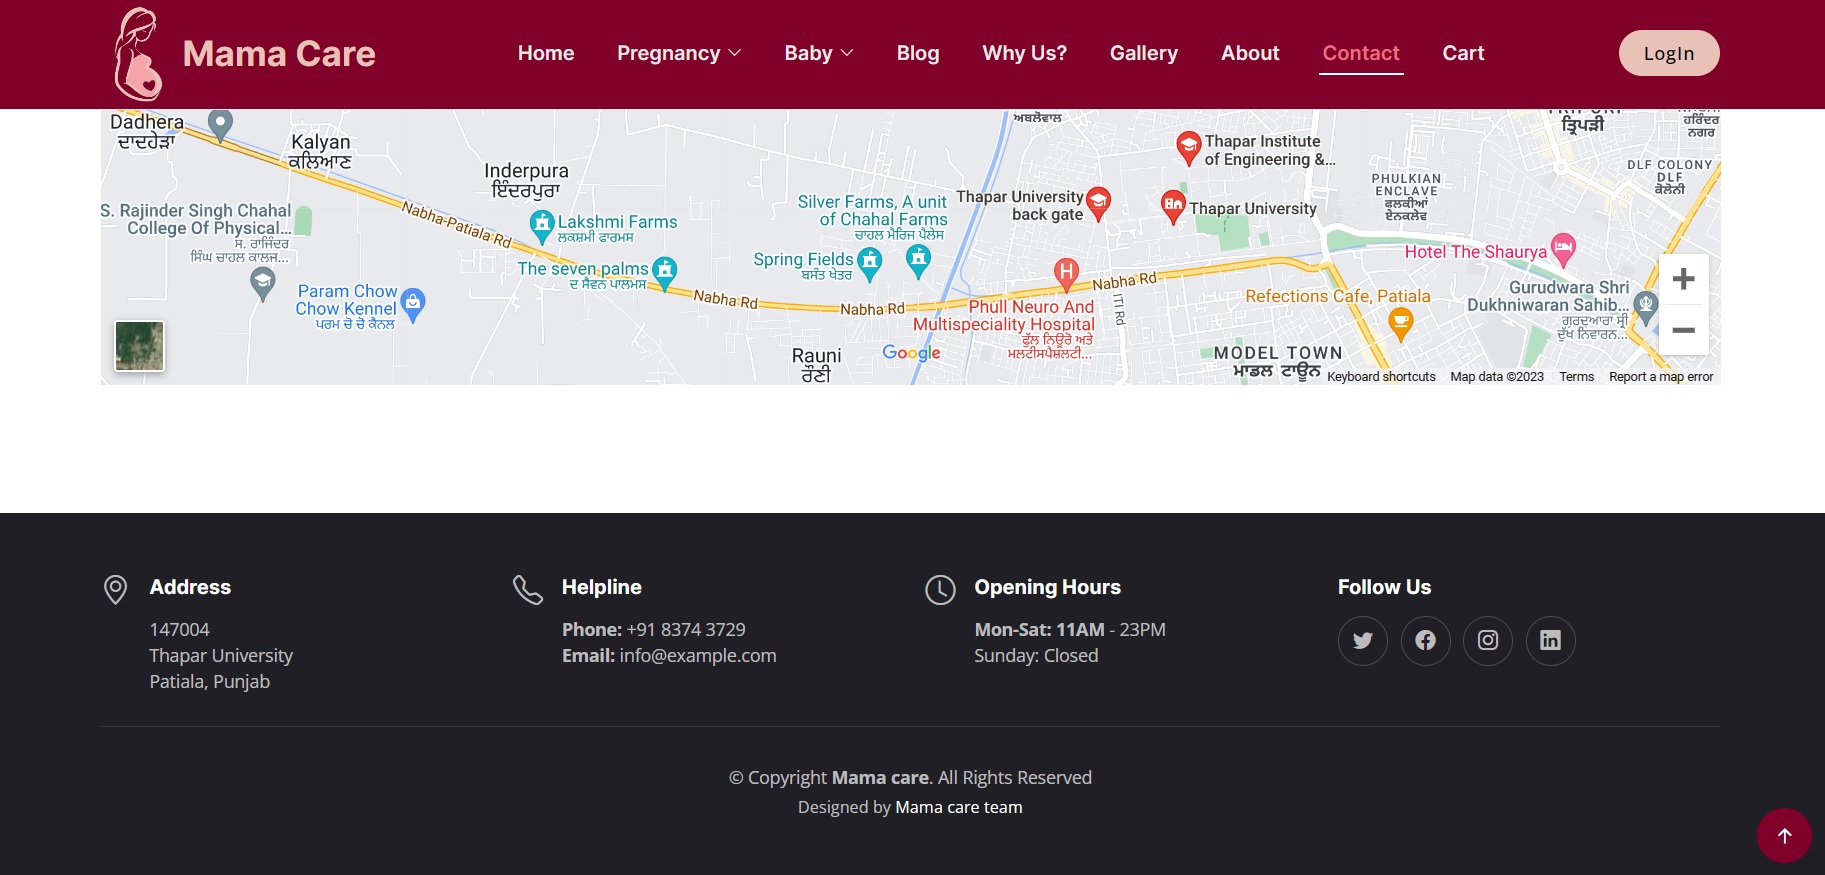 Mama Care
Home
Pregnancy
Baby
Blog
Why Us?
Gallery
About
Contact
Cart
LogIn
Dadhera
ਦਾਦਹੇੜਾ
Kalyan
ਕਲਿਆਣ
Inderpura
ਇੰਦਰਪੁਰਾ
S. Rajinder Singh Chahal
College Of Physical...
ਸ. ਰਾਜਿੰਦਰ
ਸਿੰਘ ਚਾਹਲ ਕਾਲਜ...
Nabha-Patiala Rd
Lakshmi Farms
ਲਕਸ਼ਮੀ ਫਾਰਮਸ
The seven palms
ਦ ਸੈਵਨ ਪਾਲਮਸ
Param Chow
Chow Kennel
ਪਰਮ ਚੋ ਚੋ ਕੈਨਲ
Silver Farms, A unit
of Chahal Farms
ਚਾਹਲ ਮੈਰਿਜ ਪੈਲੇਸ
Spring Fields
ਬਸੰਤ ਖੇਤਰ
Nabha Rd
Nabha Rd
Nabha Rd
Rauni
ਰੌਣੀ
Google
ਅਬਲੋਵਾਲ
Thapar Institute
of Engineering &...
Thapar University
back gate
Thapar University
Phull Neuro And
Multispeciality Hospital
ਫੁੱਲ ਨਿਊਰੋ ਅਤੇ
ਮਲਟੀਸਪੈਸ਼ਲਟੀ...
ITI Rd
MODEL TOWN
ਮਾਡਲ ਟਾਊਨ
Refections Cafe, Patiala
Hotel The Shaurya
PHULKIAN
ENCLAVE
ਫੁਲਕੀਆਂ
ਏਨਕਲੇਵ
ਤ੍ਰਿਪੜੀ
ਹਰਿੰਦਰ
ਨਗਰ
DLF COLONY
DLF
ਕੋਲੋਨੀ
Gurudwara Shri
Dukhniwaran Sahib...
ਗੁਰਦੁਆਰਾ ਸ੍ਰੀ
ਦੁੱਖ ਨਿਵਾਰਨ...
Keyboard shortcuts
Map data ©2023
Terms
Report a map error
Address
147004
Thapar University
Patiala, Punjab
Helpline
Phone: +91 8374 3729
Email: info@example.com
Opening Hours
Mon-Sat: 11AM - 23PM
Sunday: Closed
Follow Us
© Copyright Mama care. All Rights Reserved
Designed by Mama care team